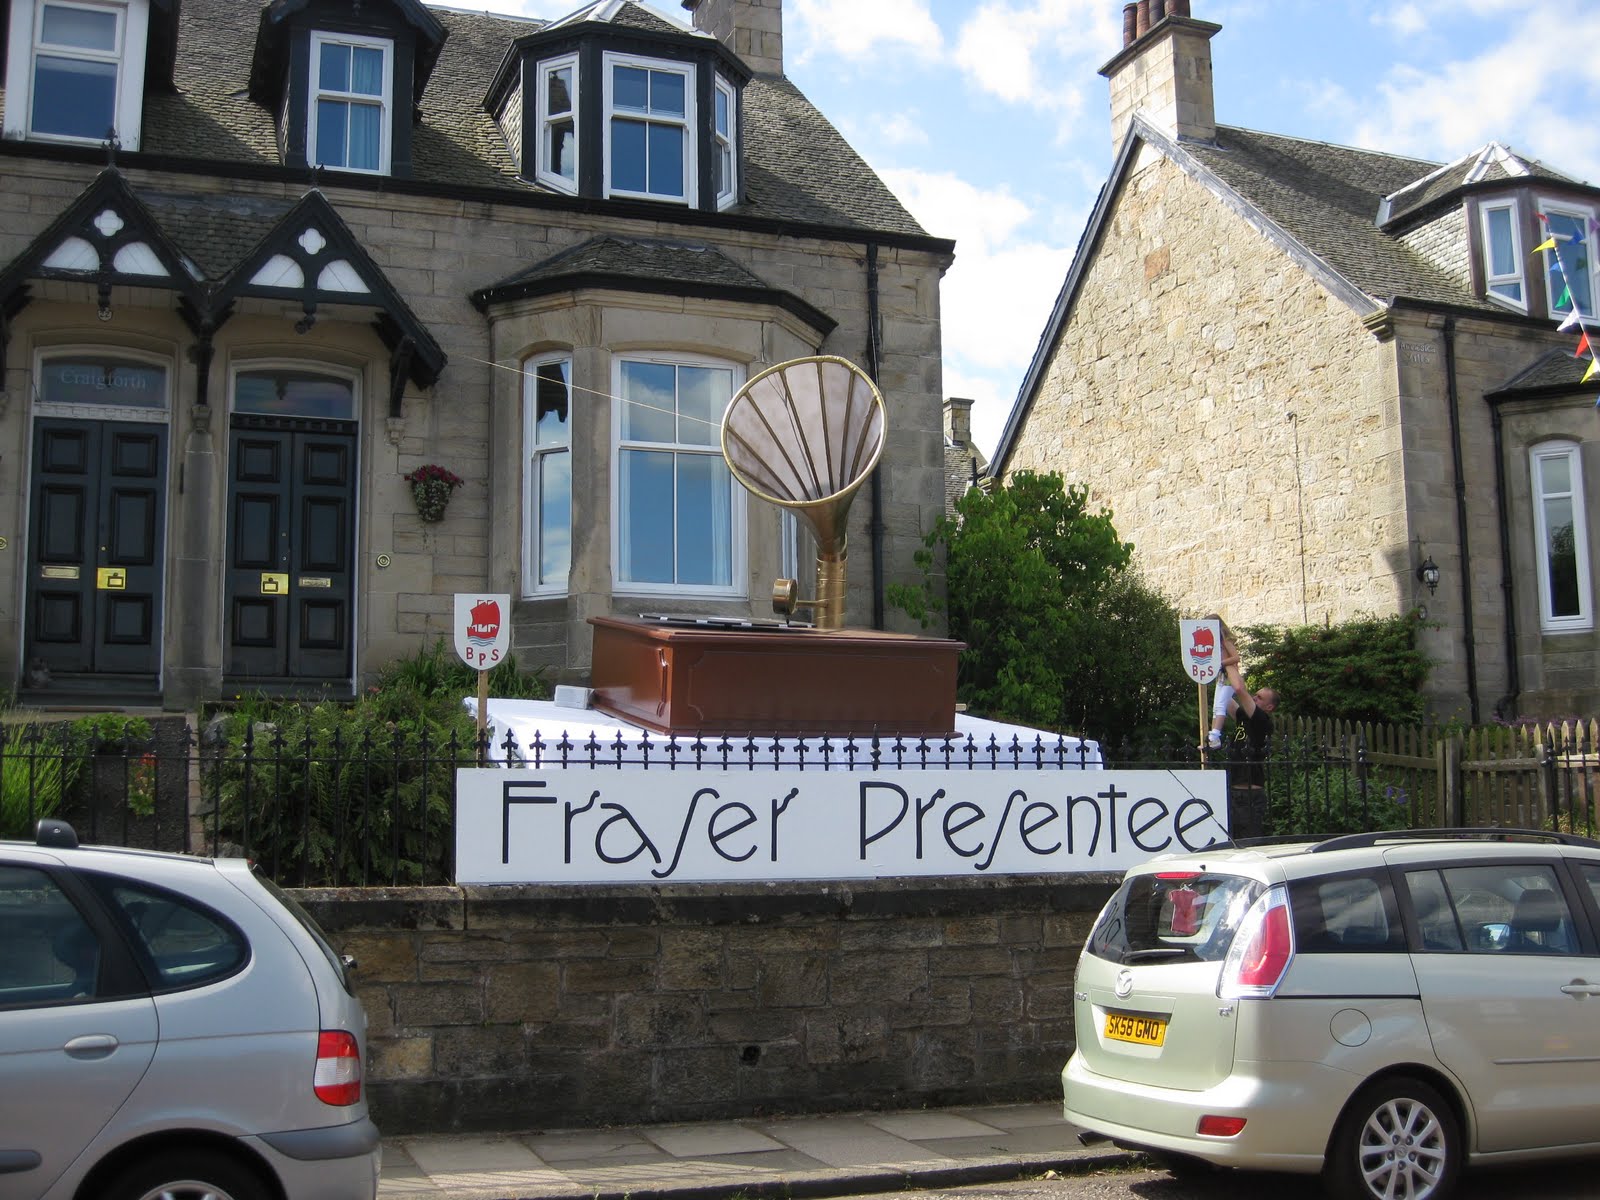 Craigforth
BPS
BPS
Fraser Presentee
SK58 GMO